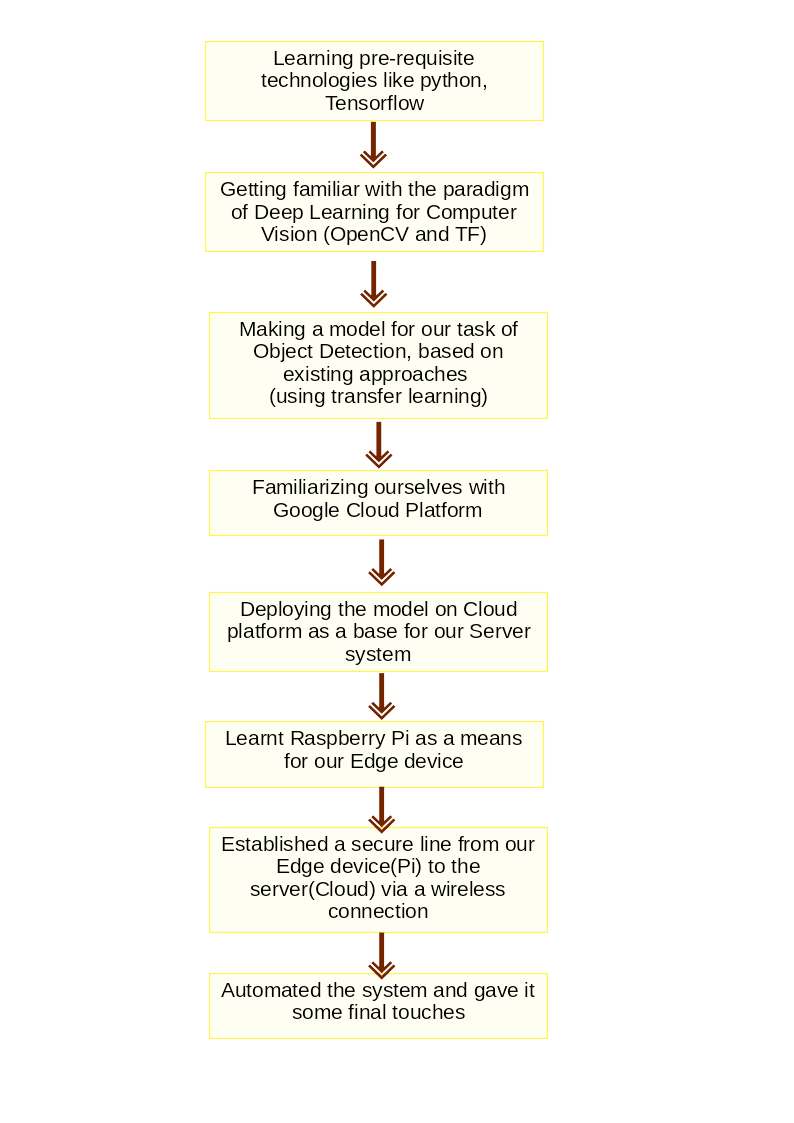 Learning pre-requisite
technologies like python,
Tensorflow
Getting familiar with the paradigm
of Deep Learning for Computer
Vision (OpenCV and TF)
Making a model for our task of
Object Detection, based on
existing approaches
(using transfer learning)
Familiarizing ourselves with
Google Cloud Platform
Deploying the model on Cloud
platform as a base for our Server
system
Learnt Raspberry Pi as a means
for our Edge device
Established a secure line from our
Edge device(Pi) to the
server(Cloud) via a wireless
connection
Automated the system and gave it
some final touches